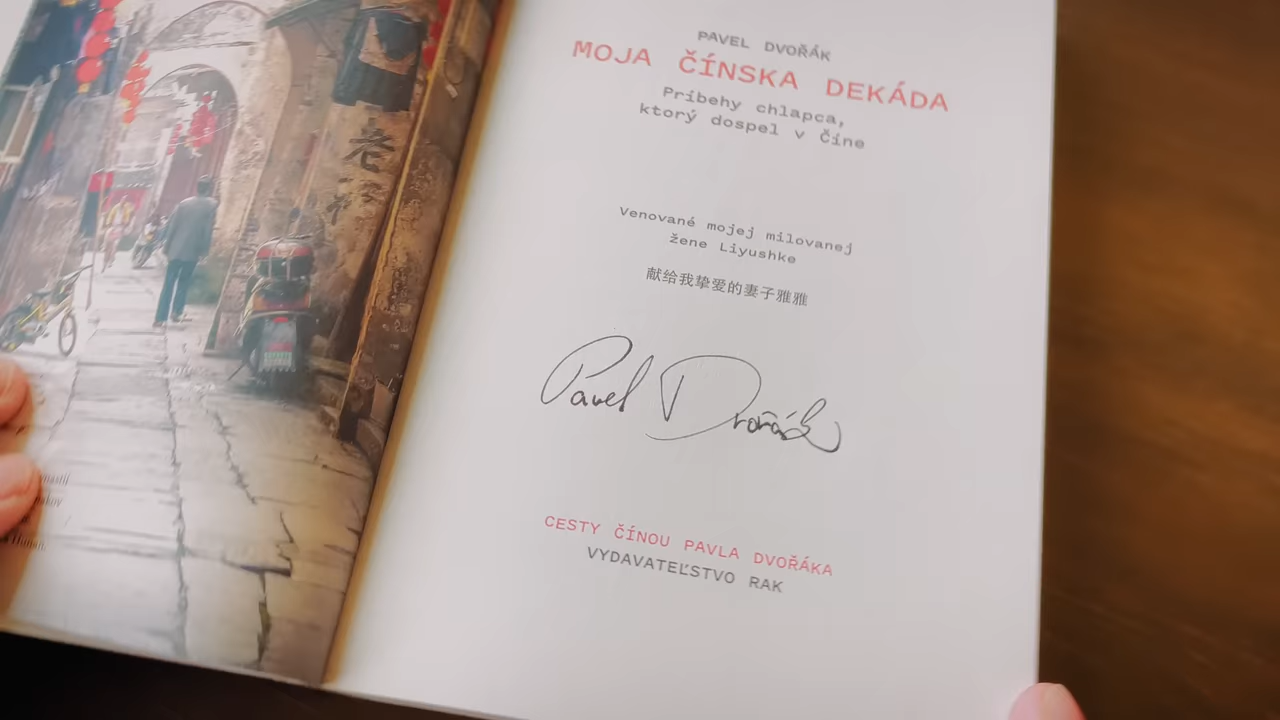 老
PAVEL DVOŘÁK
MOJA ČÍNSKA DEKÁDA
Príbehy chlapca,
ktorý dospel v Číne
Venované mojej milovanej
žene Liyushke
献给我挚爱的妻子雅雅
Pavel Dvořák
CESTY ČÍNOU PAVLA DVOŘÁKA
VYDAVATEĽSTVO RAK